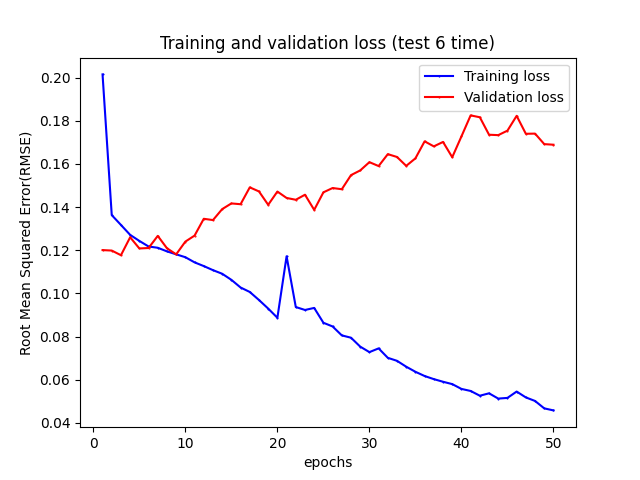 Training and validation loss (test 6 time)
Training loss
Validation loss
Root Mean Squared Error(RMSE)
0.20
0.18
0.16
0.14
0.12
0.10
0.08
0.06
0.04
0 10 20 30 40 50
epochs